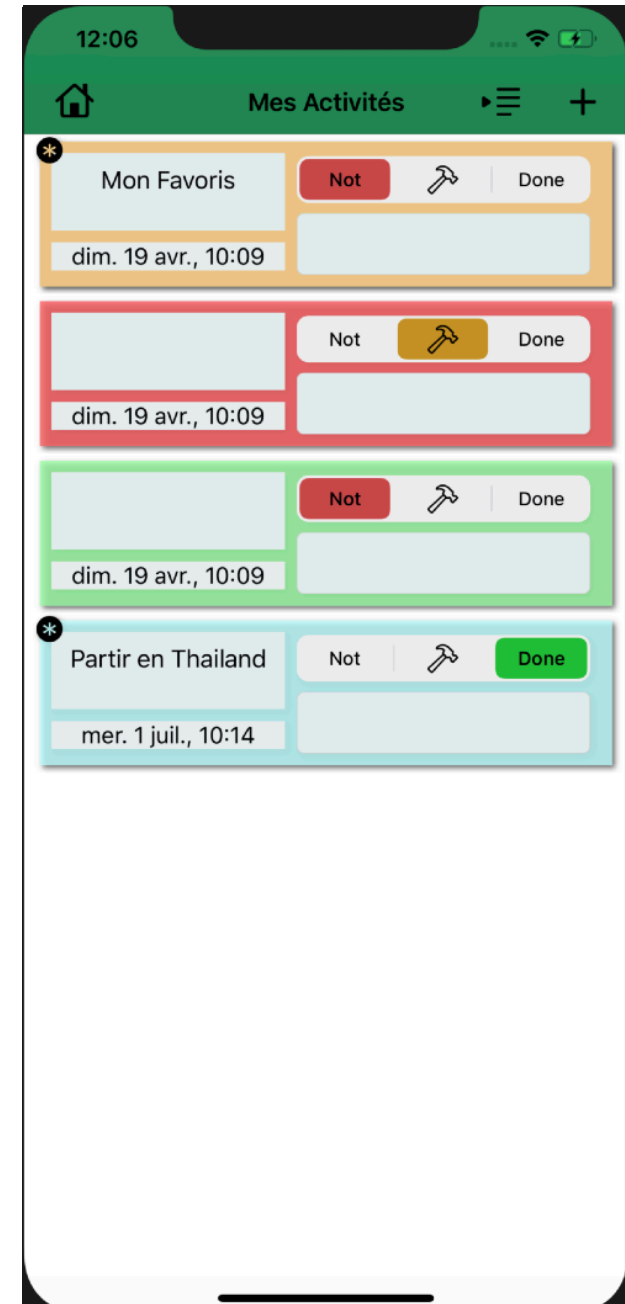 12:06
Mes Activités
Mon Favoris
Not
Done
dim. 19 avr., 10:09
Not
Done
dim. 19 avr., 10:09
Not
Done
dim. 19 avr., 10:09
Partir en Thailand
Not
Done
mer. 1 juil., 10:14